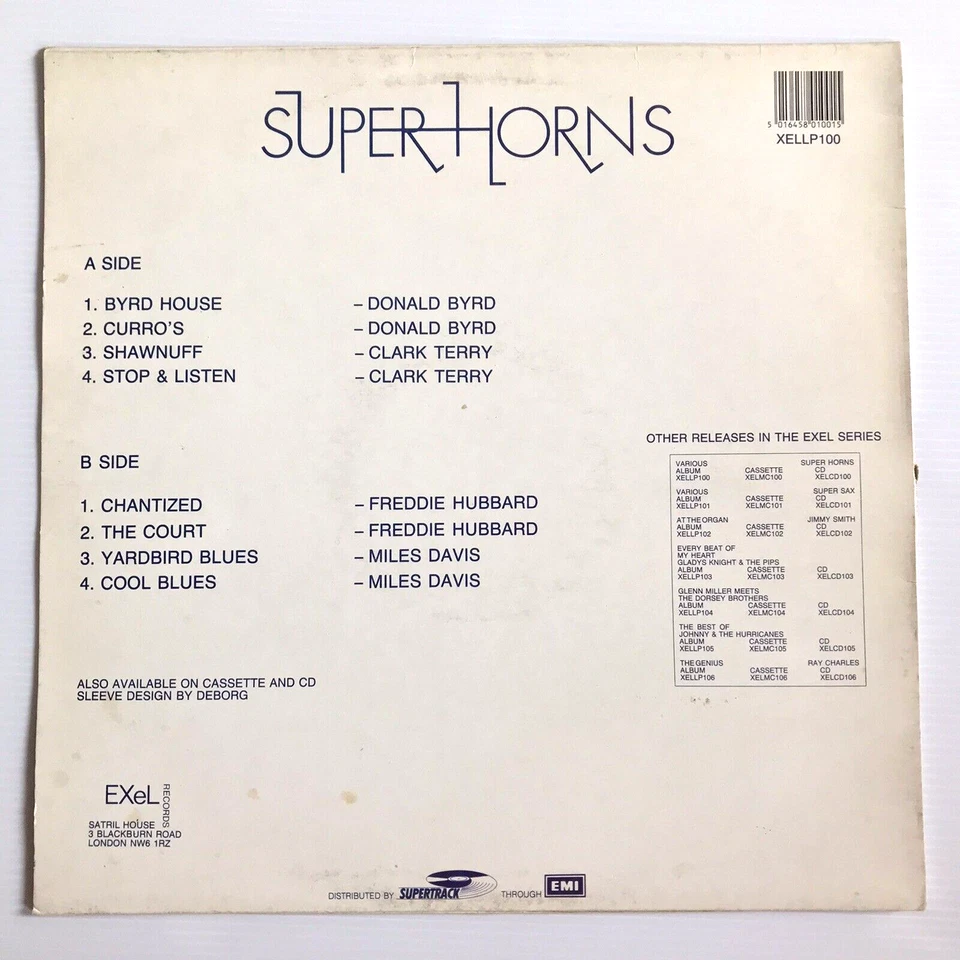 SUPER HORNS
5 016458 010015
XELLP100
A SIDE
1. BYRD HOUSE – DONALD BYRD
2. CURRO'S – DONALD BYRD
3. SHAWNUFF – CLARK TERRY
4. STOP & LISTEN – CLARK TERRY
B SIDE
1. CHANTIZED – FREDDIE HUBBARD
2. THE COURT – FREDDIE HUBBARD
3. YARDBIRD BLUES – MILES DAVIS
4. COOL BLUES – MILES DAVIS
OTHER RELEASES IN THE EXEL SERIES
VARIOUS SUPER HORNS
ALBUM CASSETTE CD
XELLP100 XELMC100 XELCD100
VARIOUS SUPER SAX
ALBUM CASSETTE CD
XELLP101 XELMC101 XELCD101
AT THE ORGAN JIMMY SMITH
ALBUM CASSETTE CD
XELLP102 XELMC102 XELCD102
EVERY BEAT OF
MY HEART
GLADYS KNIGHT & THE PIPS
ALBUM CASSETTE CD
XELLP103 XELMC103 XELCD103
GLENN MILLER MEETS
THE DORSEY BROTHERS
ALBUM CASSETTE CD
XELLP104 XELMC104 XELCD104
THE BEST OF
JOHNNY & THE HURRICANES
ALBUM CASSETTE CD
XELLP105 XELMC105 XELCD105
THE GENIUS RAY CHARLES
ALBUM CASSETTE CD
XELLP106 XELMC106 XELCD106
ALSO AVAILABLE ON CASSETTE AND CD
SLEEVE DESIGN BY DEBORG
EXeL RECORDS
SATRIL HOUSE
3 BLACKBURN ROAD
LONDON NW6 1RZ
DISTRIBUTED BY SUPERTRACK THROUGH EMI